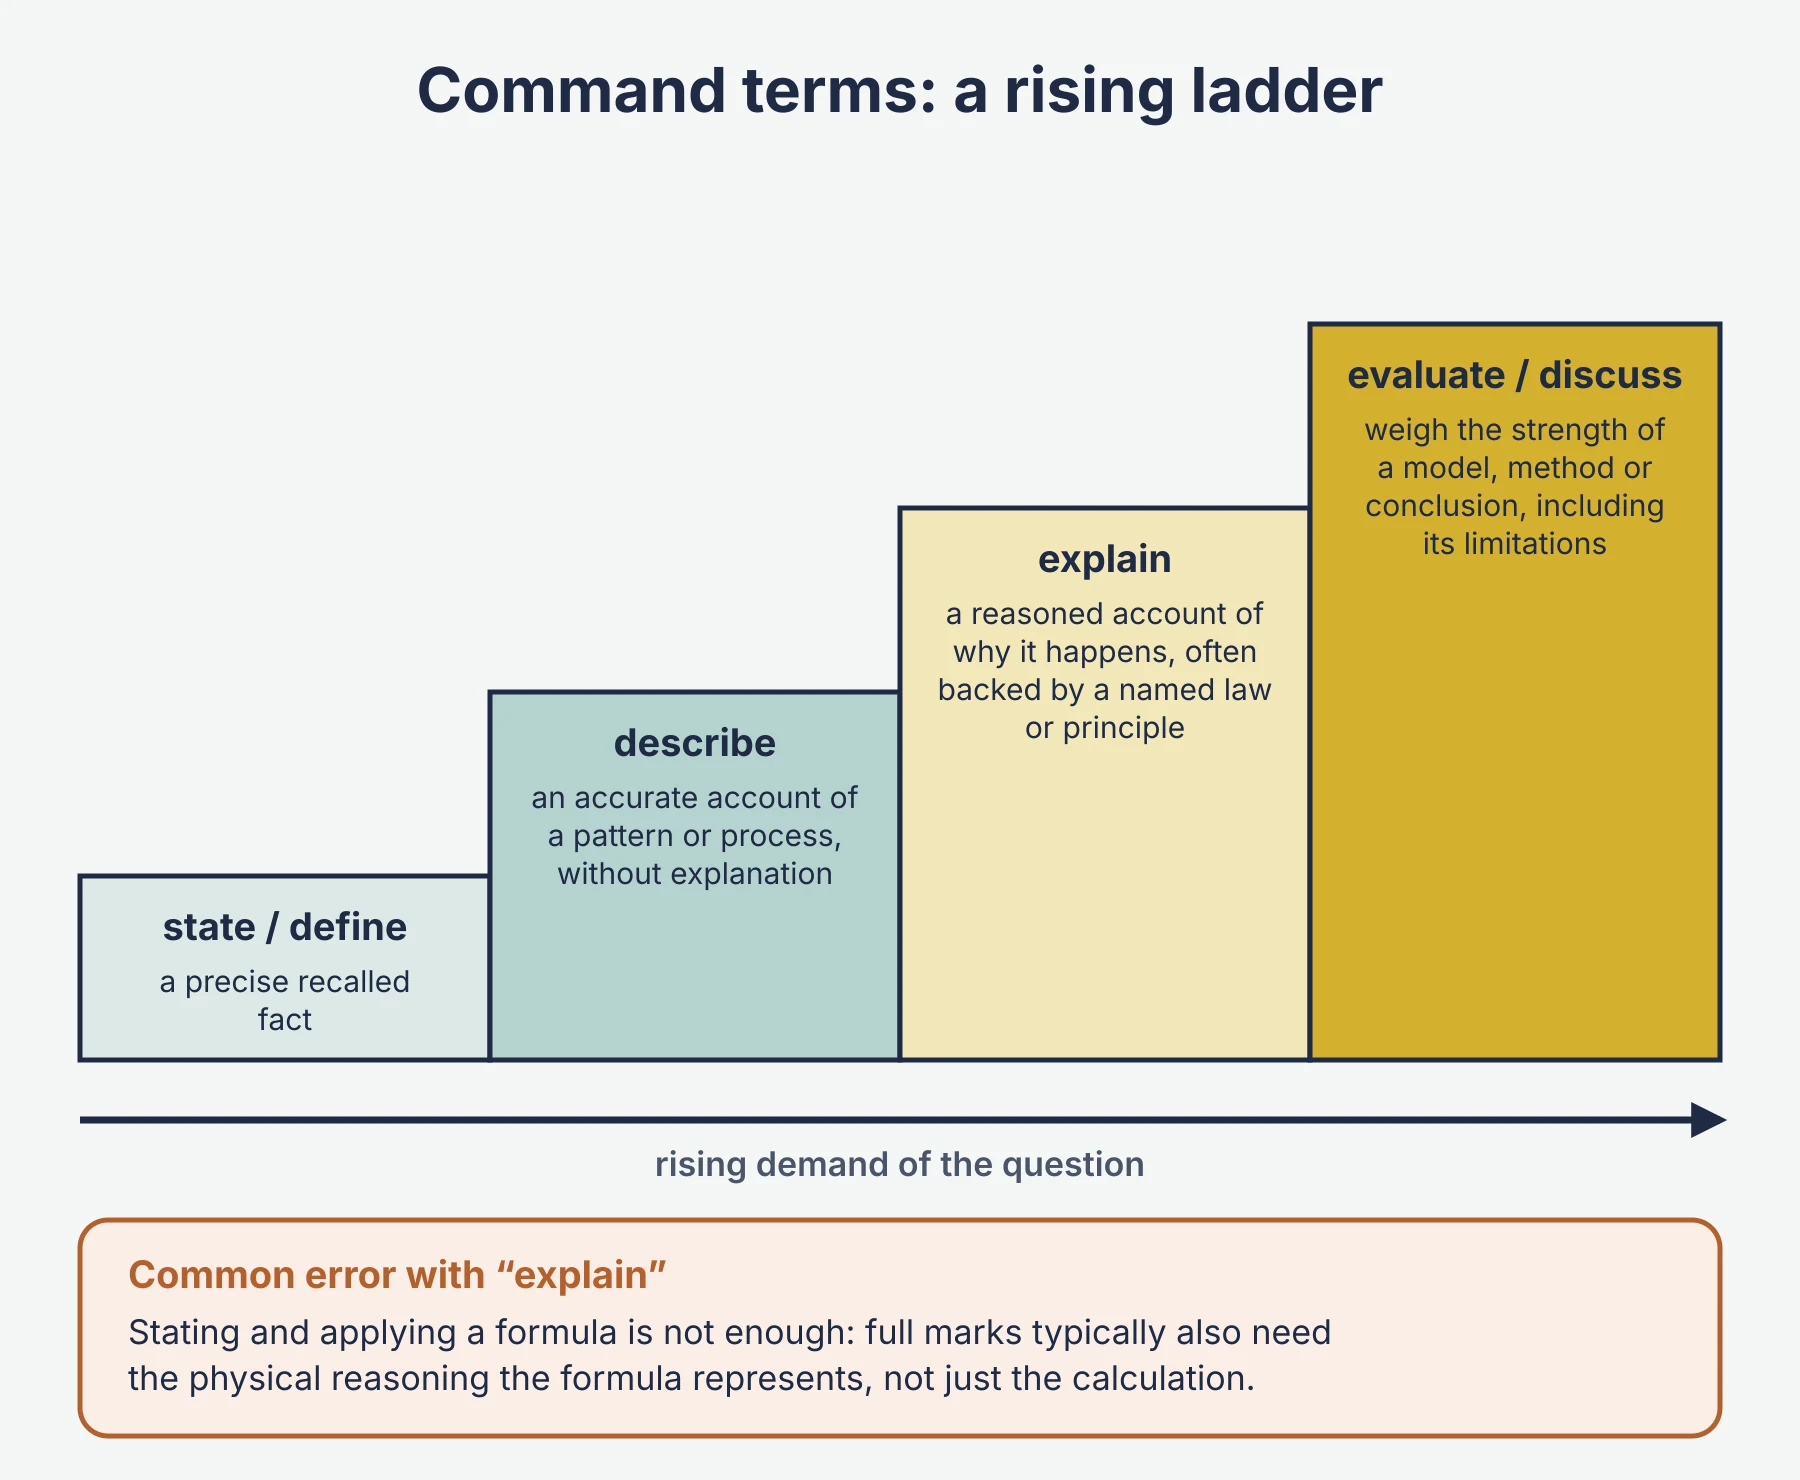 Command terms: a rising ladder
state / define
a precise recalled
fact
describe
an accurate account of
a pattern or process,
without explanation
explain
a reasoned account of
why it happens, often
backed by a named law
or principle
evaluate / discuss
weigh the strength of
a model, method or
conclusion, including
its limitations
rising demand of the question
Common error with “explain”
Stating and applying a formula is not enough: full marks typically also need
the physical reasoning the formula represents, not just the calculation.